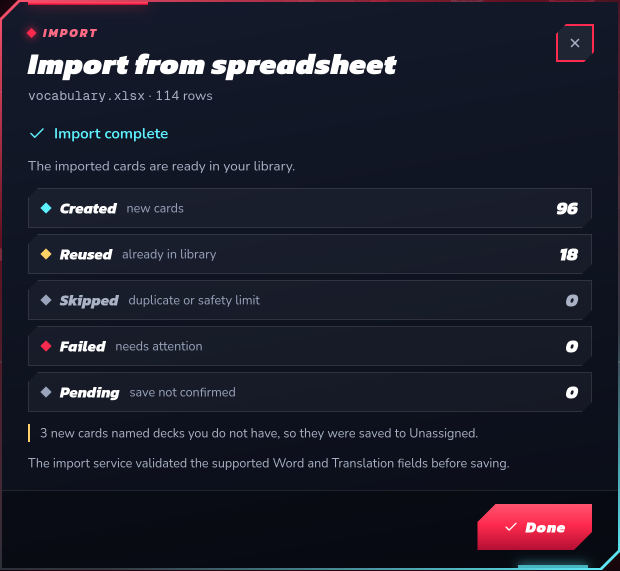 IMPORT
Import from spreadsheet
vocabulary.xlsx · 114 rows
Import complete
The imported cards are ready in your library.
Created new cards 96
Reused already in library 18
Skipped duplicate or safety limit 0
Failed needs attention 0
Pending save not confirmed 0
3 new cards named decks you do not have, so they were saved to Unassigned.
The import service validated the supported Word and Translation fields before saving.
Done